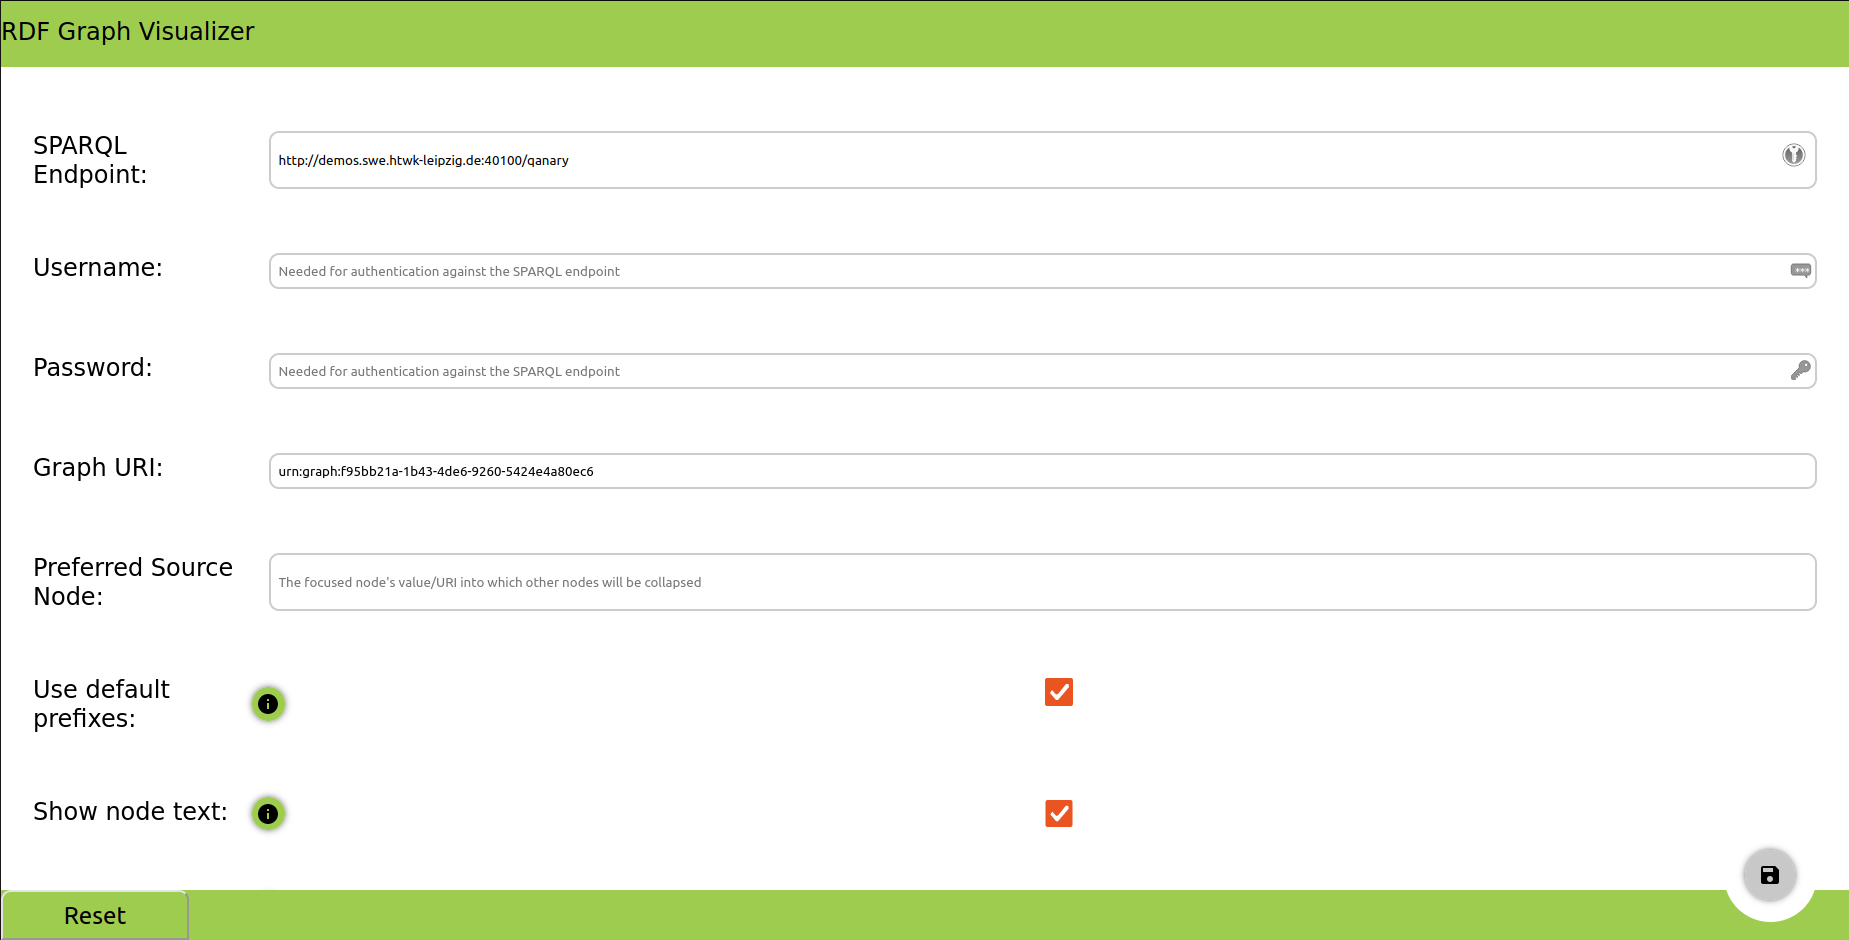 RDF Graph Visualizer
SPARQL
Endpoint:
http://demos.swe.htwk-leipzig.de:40100/qanary
Username:
Needed for authentication against the SPARQL endpoint
Password:
Needed for authentication against the SPARQL endpoint
Graph URI:
urn:graph:f95bb21a-1b43-4de6-9260-5424e4a80ec6
Preferred Source
Node:
The focused node's value/URI into which other nodes will be collapsed
Use default
prefixes:
Show node text:
Reset